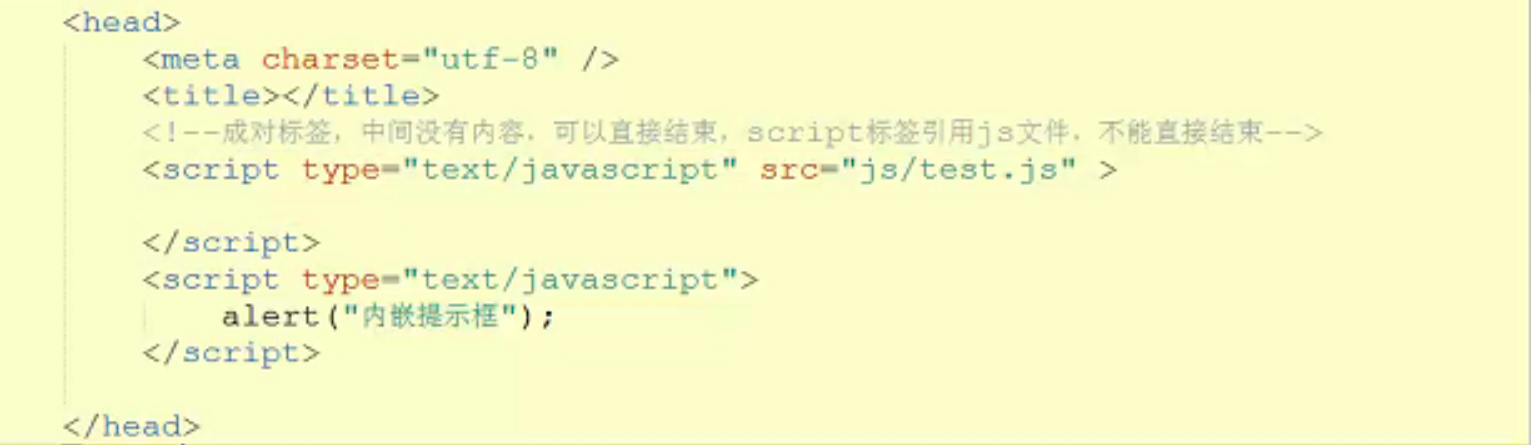 <head>
<meta charset="utf-8" />
<title></title>
<!--成对标签，中间没有内容，可以直接结束，script标签引用js文件，不能直接结束-->
<script type="text/javascript" src="js/test.js" >
</script>
<script type="text/javascript">
alert("内嵌提示框");
</script>
</head>